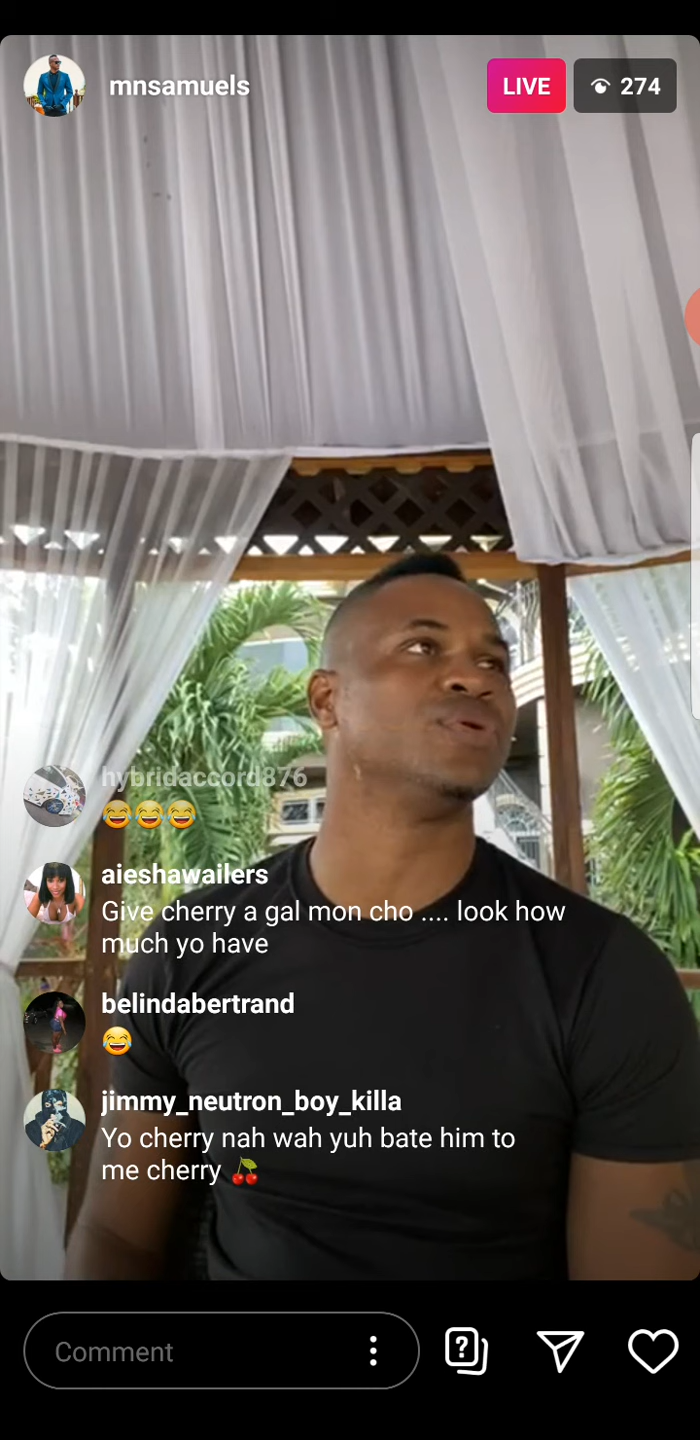 mnsamuels
LIVE
274
hybridaccord876
😂😂😂
aieshawailers
Give cherry a gal mon cho .... look how
much yo have
belindabertrand
😂
jimmy_neutron_boy_killa
Yo cherry nah wah yuh bate him to
me cherry 🍒
Comment